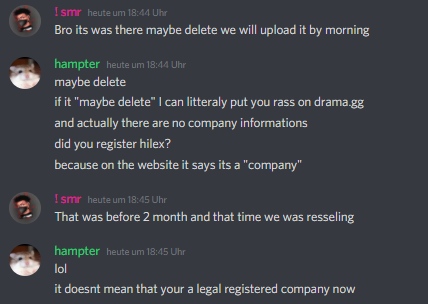 ! smr heute um 18:44 Uhr
Bro its was there maybe delete we will upload it by morning
hampter heute um 18:44 Uhr
maybe delete
if it "maybe delete" I can litteraly put you rass on drama.gg
and actually there are no company informations
did you register hilex?
because on the website it says its a "company"
! smr heute um 18:45 Uhr
That was before 2 month and that time we was resseling
hampter heute um 18:45 Uhr
lol
it doesnt mean that your a legal registered company now